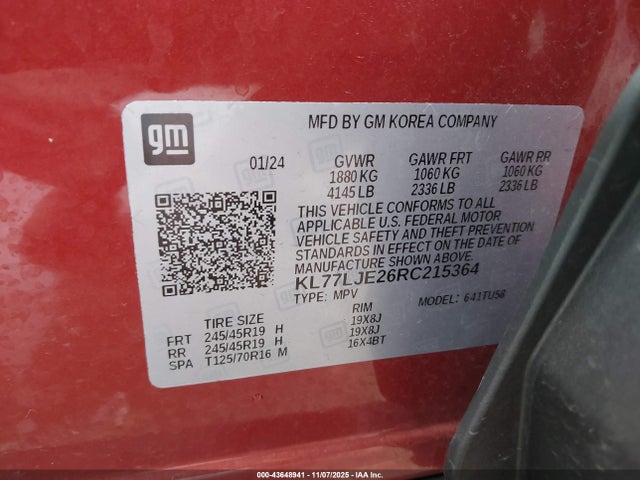 gm
MFD BY GM KOREA COMPANY
01/24 GVWR GAWR FRT GAWR RR
1880 KG 1060 KG 1060 KG
4145 LB 2336 LB 2336 LB
THIS VEHICLE CONFORMS TO ALL
APPLICABLE U.S. FEDERAL MOTOR
VEHICLE SAFETY AND THEFT PREVENTION
STANDARDS IN EFFECT ON THE DATE OF
MANUFACTURE SHOWN ABOVE.
KL77LJE26RC215364
TYPE: MPV MODEL: 641TU58
TIRE SIZE RIM
FRT 245/45R19 H 19X8J
RR 245/45R19 H 19X8J
SPA T125/70R16 M 16X4BT
000-43648941 - 11/07/2025 - IAA Inc.